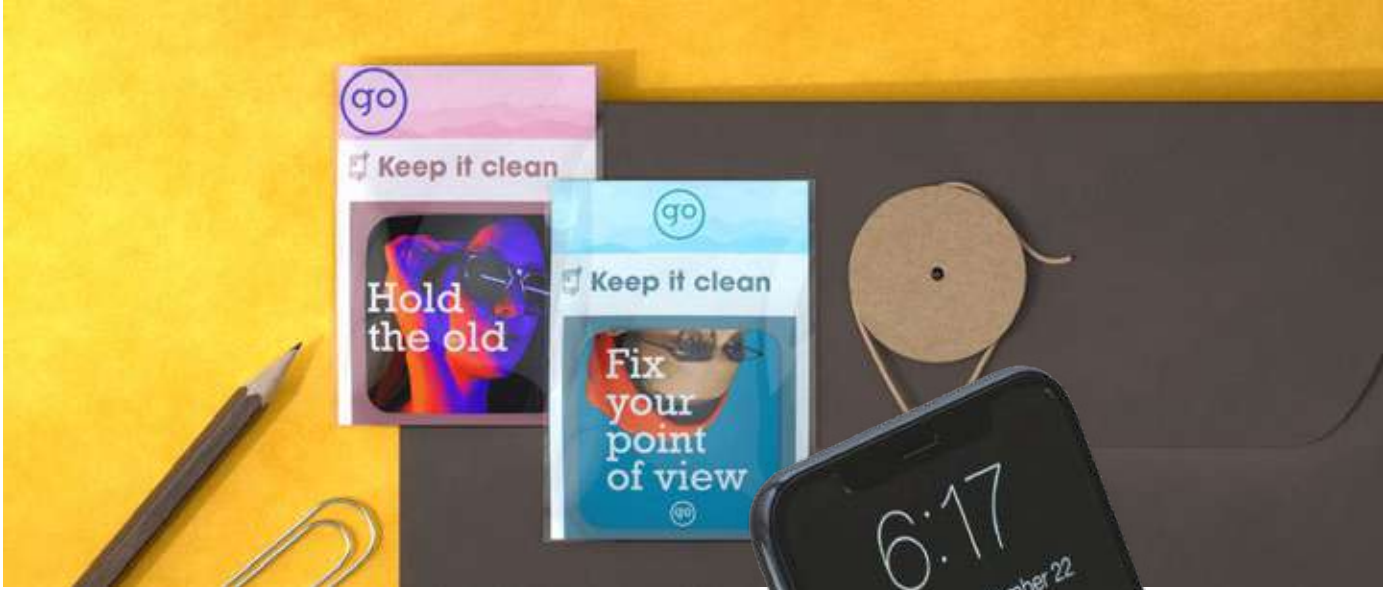 go
Keep it clean
Hold
the old
go
Keep it clean
Fix
your
point
of view
go
6:17
mber 22